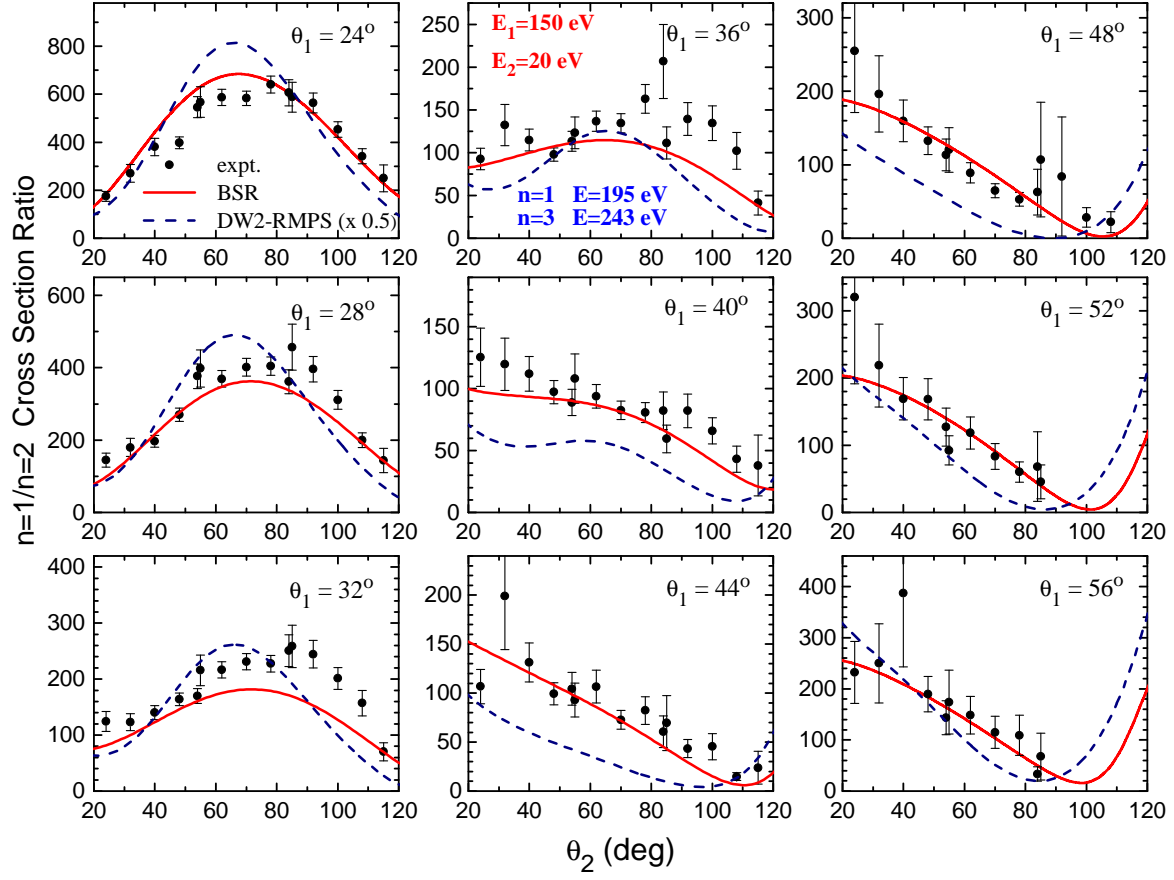 n=1/n=2 Cross Section Ratio
800
600
400
200
0
θ₁ = 24°
expt.
BSR
DW2-RMPS (x 0.5)
20 40 60 80 100 120
250
200
150
100
50
0
E₁=150 eV
E₂=20 eV
θ₁ = 36°
n=1 E=195 eV
n=3 E=243 eV
20 40 60 80 100 120
300
200
100
0
θ₁ = 48°
20 40 60 80 100 120
600
400
200
0
θ₁ = 28°
20 40 60 80 100 120
150
100
50
0
θ₁ = 40°
20 40 60 80 100 120
300
200
100
0
θ₁ = 52°
20 40 60 80 100 120
400
300
200
100
0
θ₁ = 32°
20 40 60 80 100 120
200
150
100
50
0
θ₁ = 44°
20 40 60 80 100 120
400
300
200
100
0
θ₁ = 56°
20 40 60 80 100 120
θ₂ (deg)